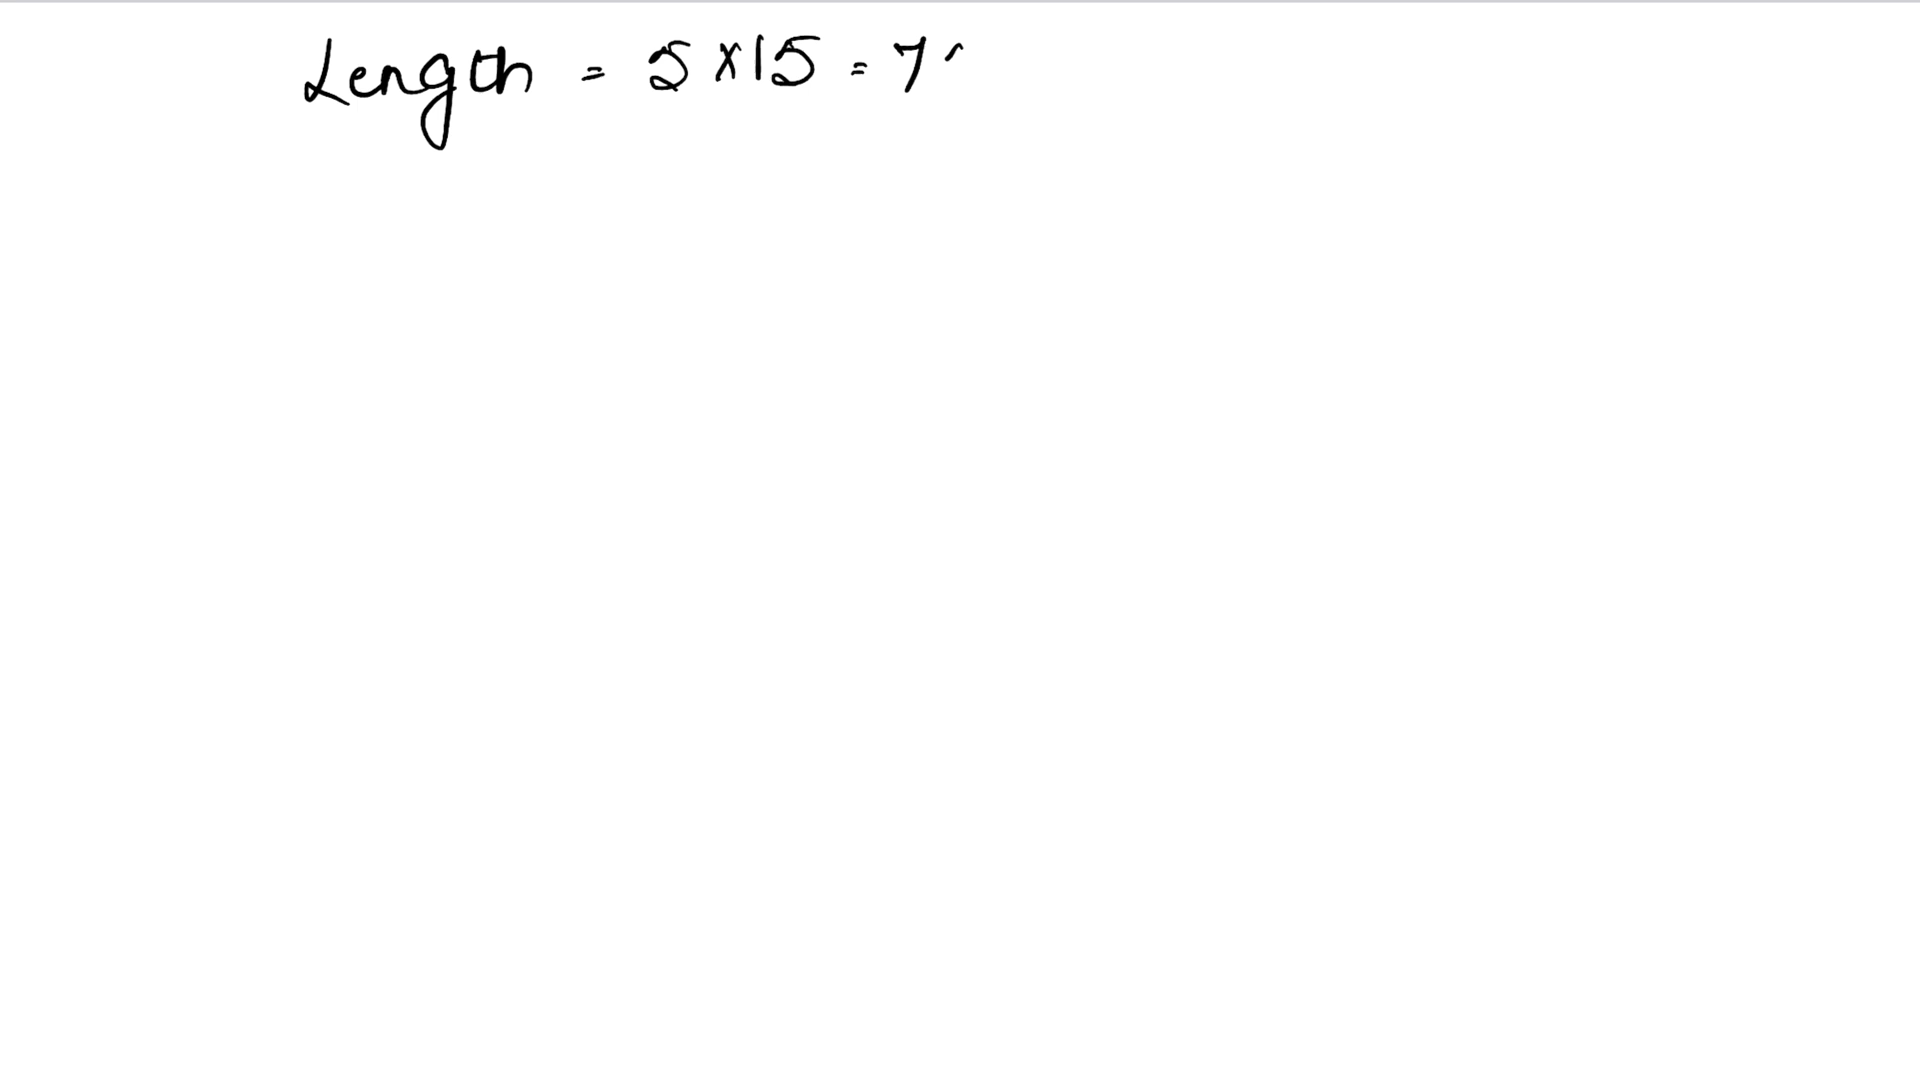 Length = 5 x 15 = 7